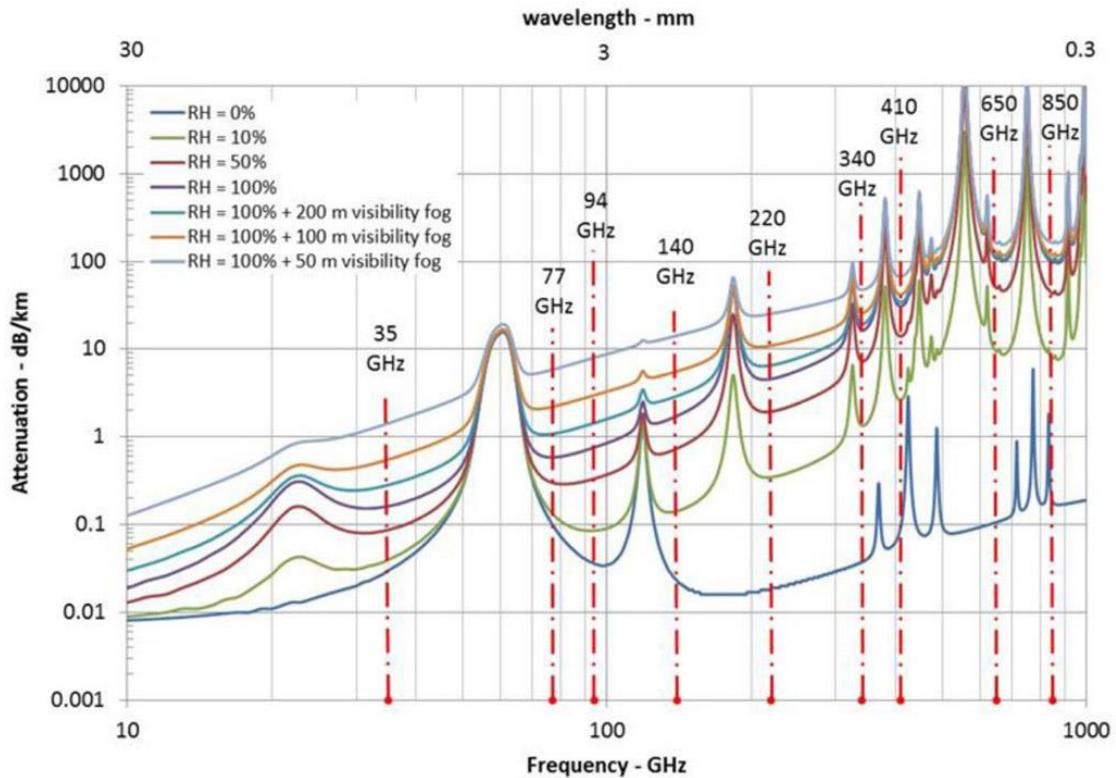 wavelength - mm
30
3
0.3
10000
1000
100
10
1
0.1
0.01
0.001
Attenuation - dB/km
RH = 0%
RH = 10%
RH = 50%
RH = 100%
RH = 100% + 200 m visibility fog
RH = 100% + 100 m visibility fog
RH = 100% + 50 m visibility fog
35
GHz
77
GHz
94
GHz
140
GHz
220
GHz
340
GHz
410
GHz
650
GHz
850
GHz
10
100
1000
Frequency - GHz